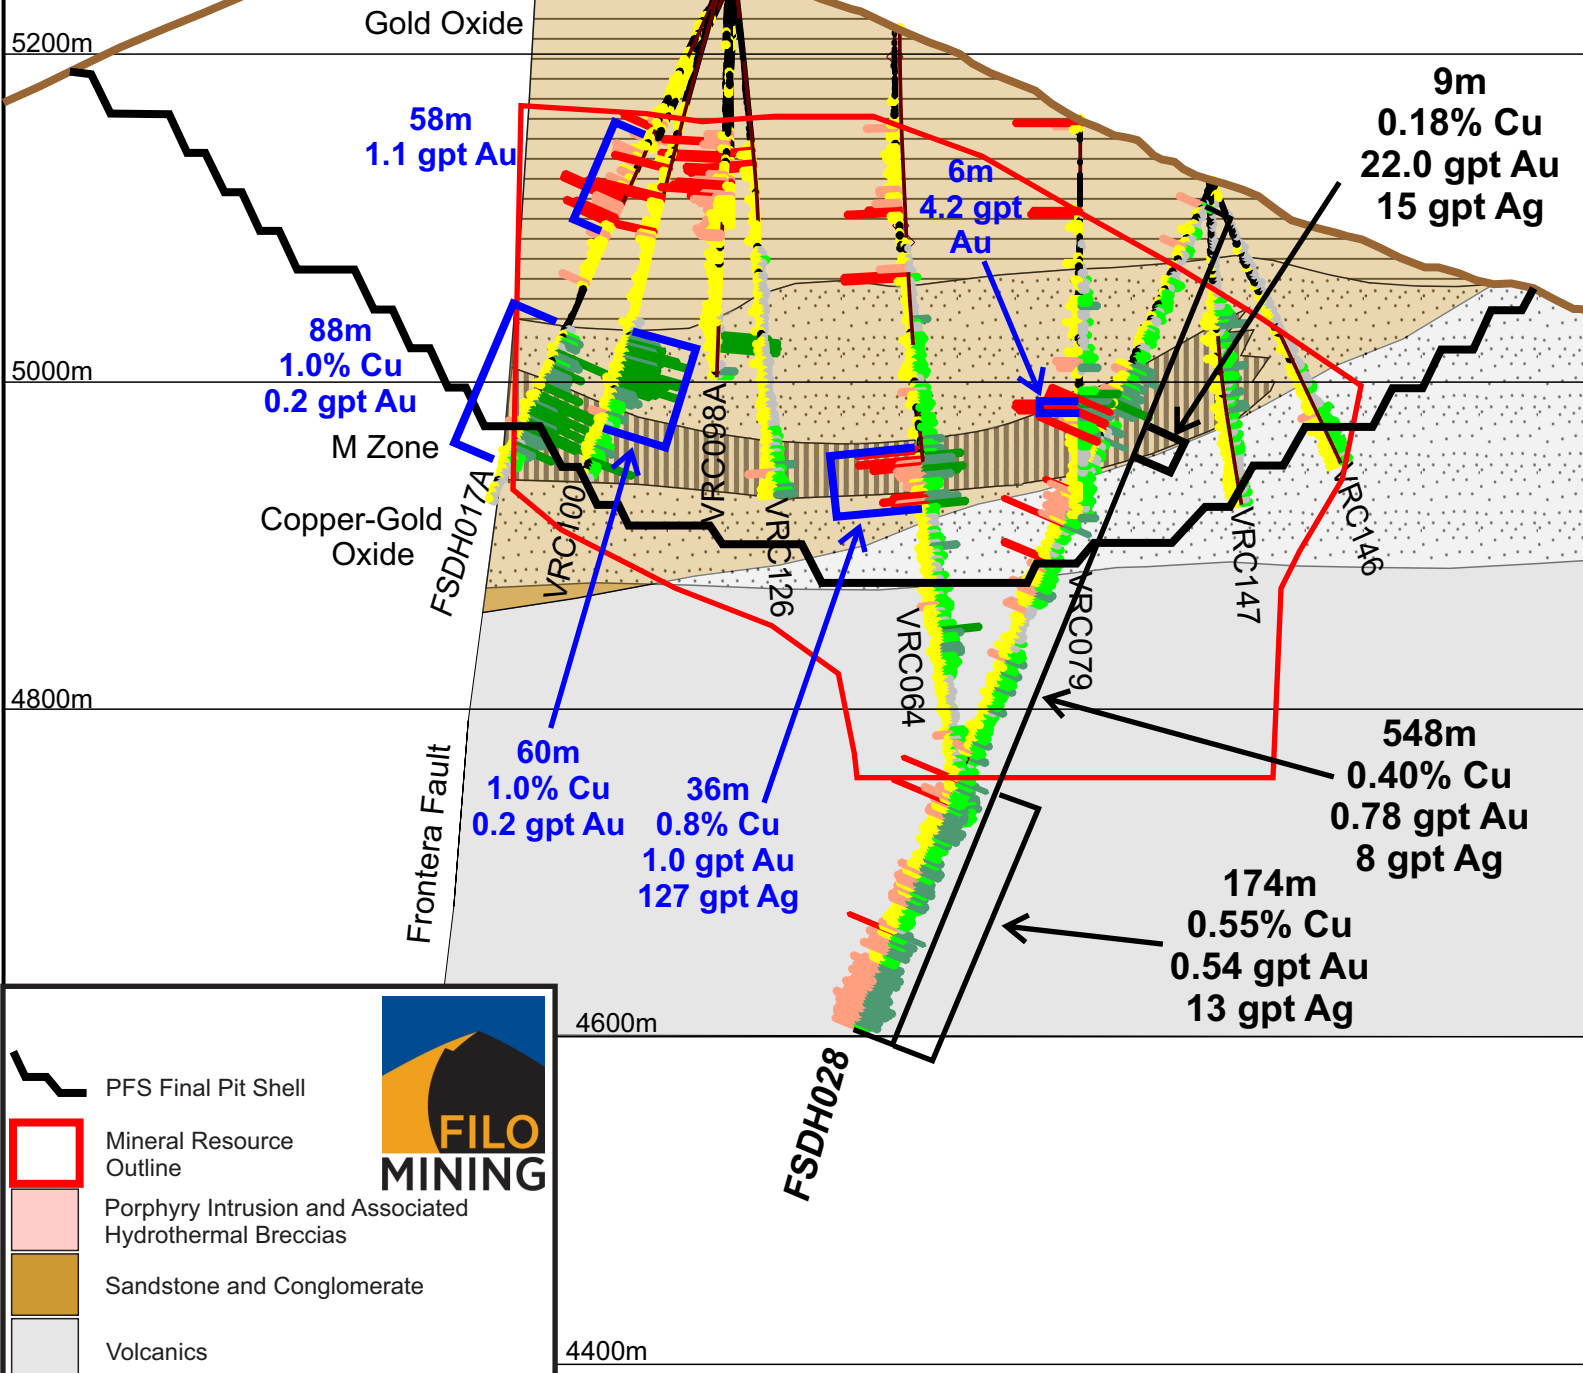 Gold Oxide
5200m
9m
0.18% Cu
22.0 gpt Au
15 gpt Ag
58m
1.1 gpt Au
6m
4.2 gpt
Au
88m
1.0% Cu
0.2 gpt Au
5000m
M Zone
Copper-Gold
Oxide
FSDH017A
VRC100
VRC098A
VRC126
VRC064
VRC079
VRC147
VRC146
4800m
Frontera Fault
60m
1.0% Cu
0.2 gpt Au
36m
0.8% Cu
1.0 gpt Au
127 gpt Ag
548m
0.40% Cu
0.78 gpt Au
8 gpt Ag
174m
0.55% Cu
0.54 gpt Au
13 gpt Ag
4600m
FSDH028
PFS Final Pit Shell
FILO
MINING
Mineral Resource
Outline
Porphyry Intrusion and Associated
Hydrothermal Breccias
Sandstone and Conglomerate
Volcanics
4400m